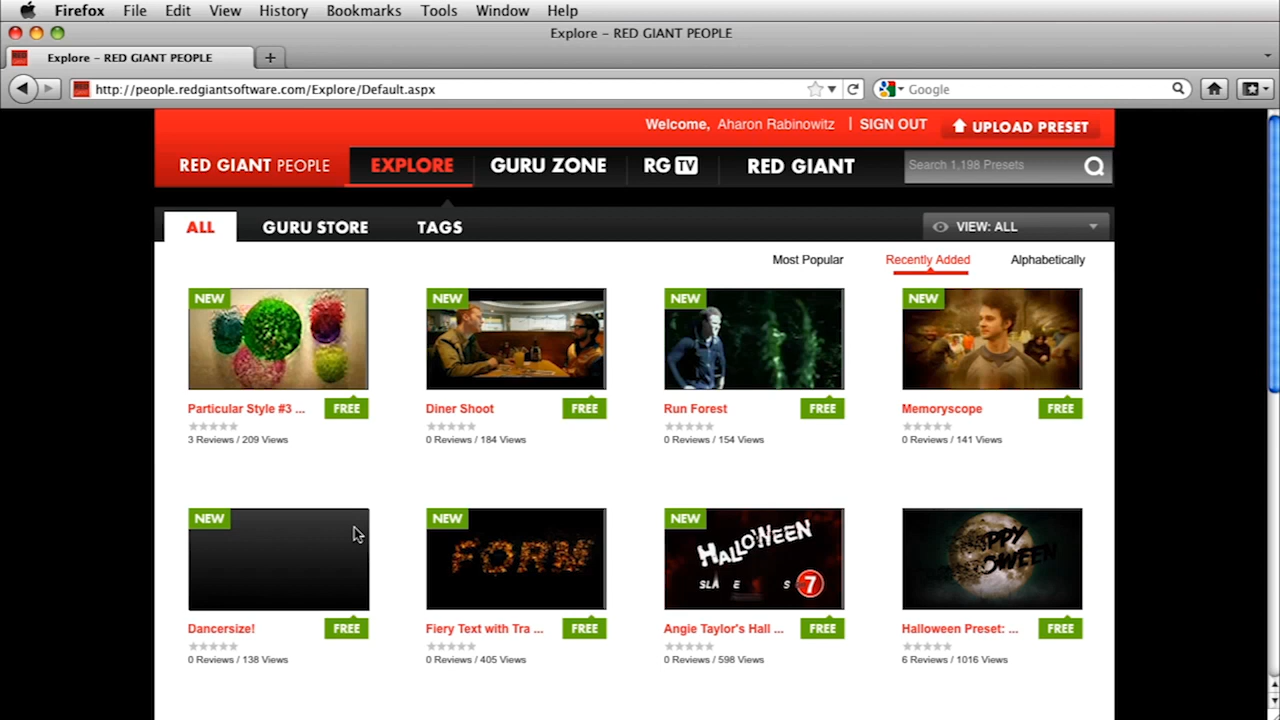 Firefox File Edit View History Bookmarks Tools Window Help
Explore – RED GIANT PEOPLE
Explore – RED GIANT PEOPLE
http://people.redgiantsoftware.com/Explore/Default.aspx
Google
Welcome, Aharon Rabinowitz | SIGN OUT
UPLOAD PRESET
RED GIANT PEOPLE
EXPLORE
GURU ZONE
RG TV
RED GIANT
Search 1,198 Presets
ALL
GURU STORE
TAGS
VIEW: ALL
Most Popular
Recently Added
Alphabetically
NEW
NEW
NEW
NEW
Particular Style #3 ... FREE
3 Reviews / 209 Views
Diner Shoot FREE
0 Reviews / 184 Views
Run Forest FREE
0 Reviews / 154 Views
Memoryscope FREE
0 Reviews / 141 Views
NEW
NEW
FORM
NEW
HALLOWEEN
SLA E S 7
PPY
OWEEN
Dancersize! FREE
0 Reviews / 138 Views
Fiery Text with Tra ... FREE
0 Reviews / 405 Views
Angie Taylor's Hall ... FREE
0 Reviews / 598 Views
Halloween Preset: ... FREE
6 Reviews / 1016 Views